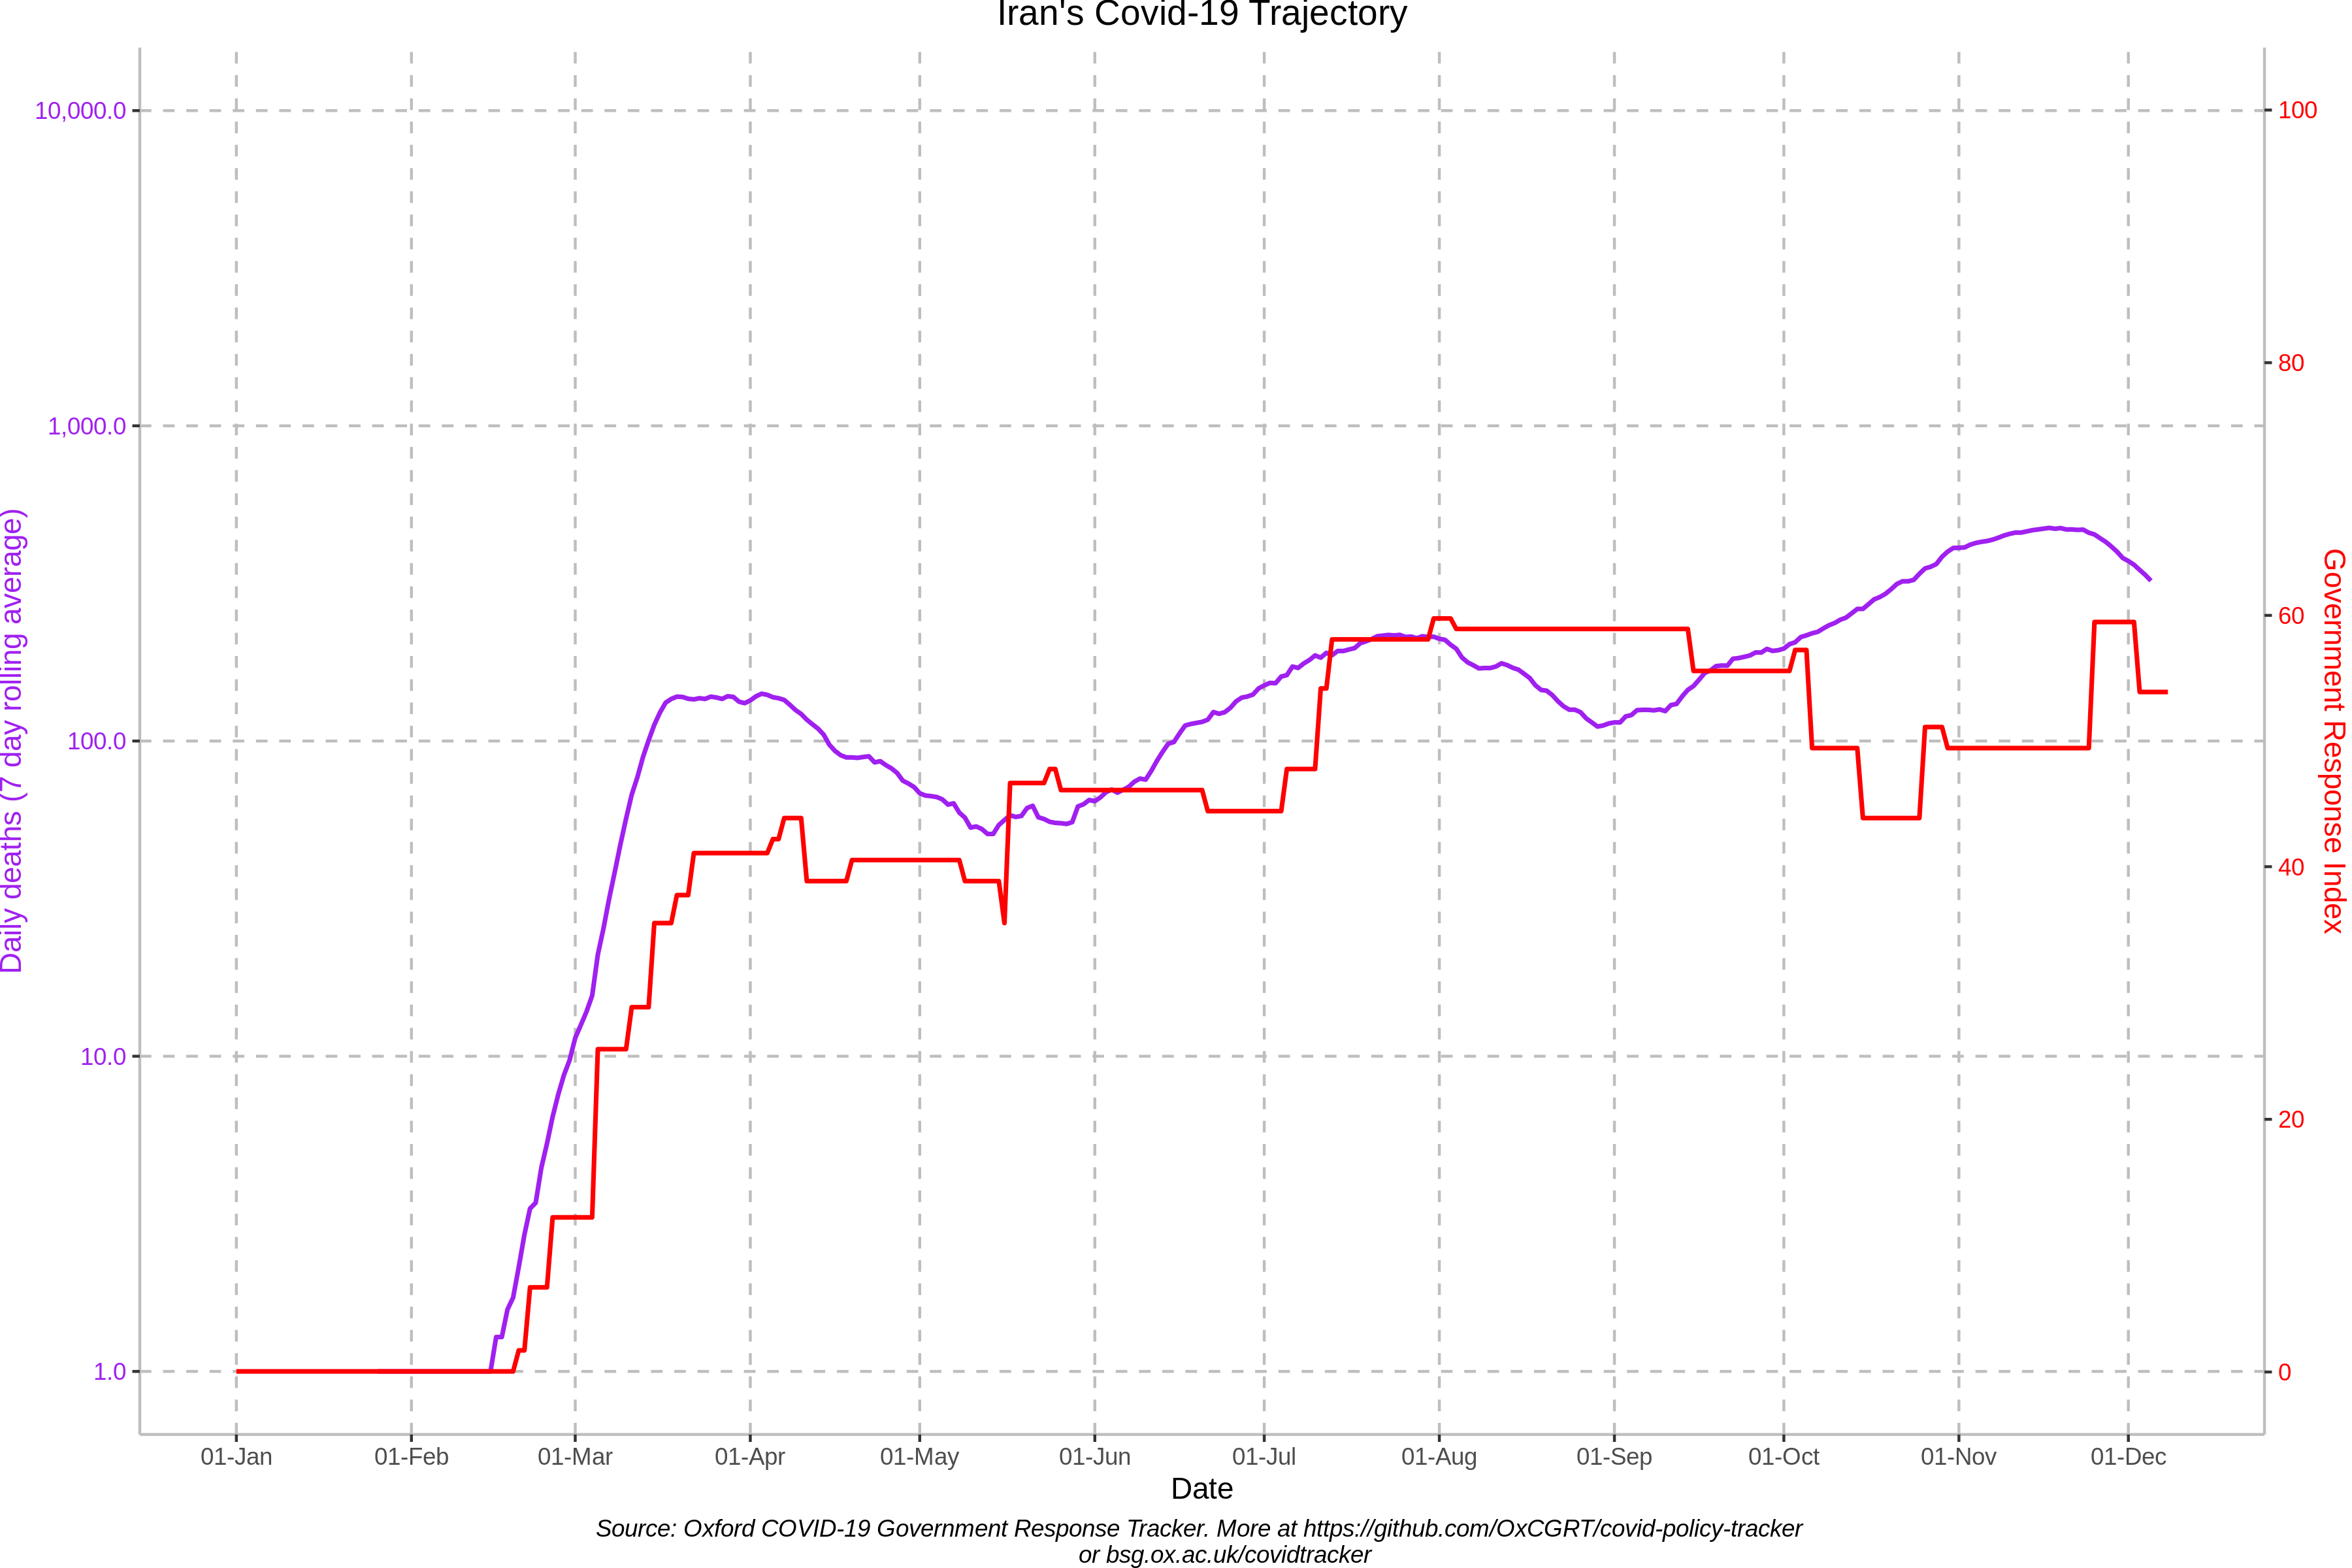 Iran's Covid-19 Trajectory
10,000.0
1,000.0
100.0
10.0
1.0
Daily deaths (7 day rolling average)
100
80
60
40
20
0
Government Response Index
01-Jan 01-Feb 01-Mar 01-Apr 01-May 01-Jun 01-Jul 01-Aug 01-Sep 01-Oct 01-Nov 01-Dec
Date
Source: Oxford COVID-19 Government Response Tracker. More at https://github.com/OxCGRT/covid-policy-tracker
or bsg.ox.ac.uk/covidtracker